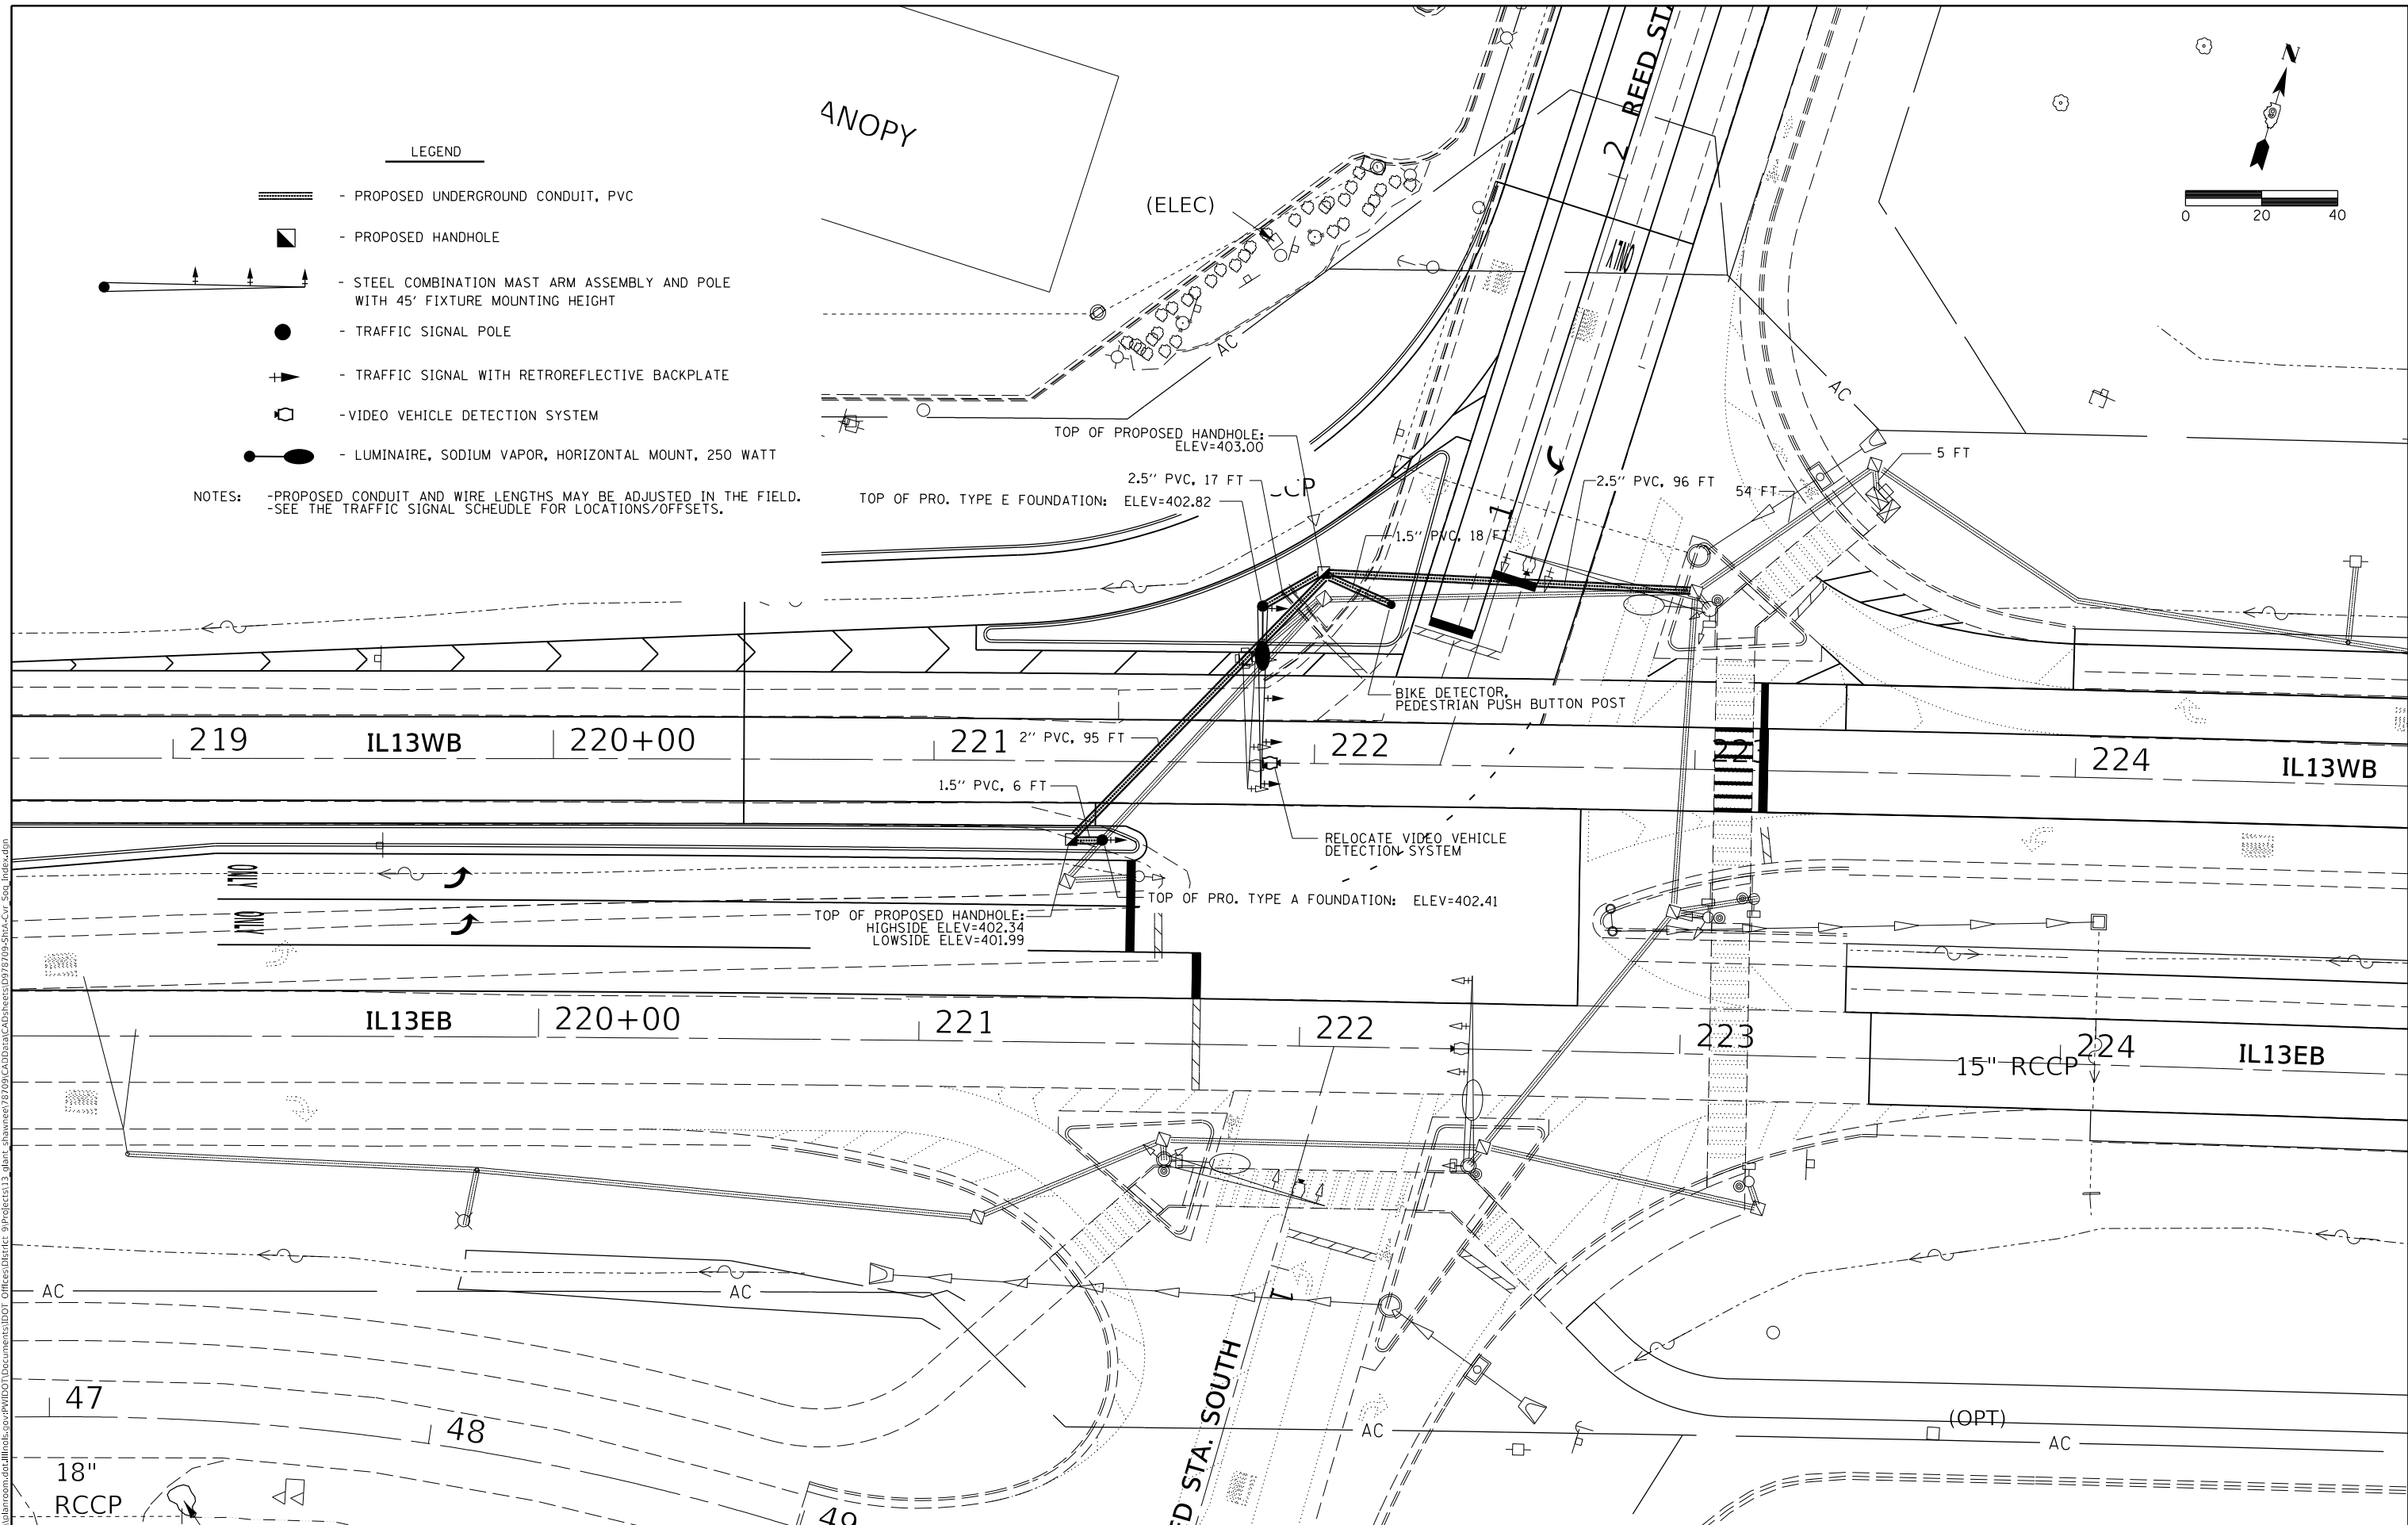 LEGEND
- PROPOSED UNDERGROUND CONDUIT, PVC
- PROPOSED HANDHOLE
- STEEL COMBINATION MAST ARM ASSEMBLY AND POLE
WITH 45' FIXTURE MOUNTING HEIGHT
- TRAFFIC SIGNAL POLE
- TRAFFIC SIGNAL WITH RETROREFLECTIVE BACKPLATE
-VIDEO VEHICLE DETECTION SYSTEM
- LUMINAIRE, SODIUM VAPOR, HORIZONTAL MOUNT, 250 WATT
NOTES: -PROPOSED CONDUIT AND WIRE LENGTHS MAY BE ADJUSTED IN THE FIELD.
-SEE THE TRAFFIC SIGNAL SCHEUDLE FOR LOCATIONS/OFFSETS.
ANOPY
(ELEC)
REED STA
2
N
0 20 40
AC
AC
TOP OF PROPOSED HANDHOLE:
ELEV=403.00
2.5" PVC, 17 FT
TOP OF PRO. TYPE E FOUNDATION: ELEV=402.82
CP
1
1.5" PVC, 18 FT
2.5" PVC, 96 FT
54 FT
5 FT
BIKE DETECTOR,
PEDESTRIAN PUSH BUTTON POST
219 IL13WB 220+00 221 222 223 224 IL13WB
2" PVC, 95 FT
1.5" PVC, 6 FT
RELOCATE VIDEO VEHICLE
DETECTION SYSTEM
TOP OF PRO. TYPE A FOUNDATION: ELEV=402.41
TOP OF PROPOSED HANDHOLE:
HIGHSIDE ELEV=402.34
LOWSIDE ELEV=401.99
IL13EB 220+00 221 222 223 224 IL13EB
15" RCCP
AC
AC
1
ED STA. SOUTH
47
48
49
18"
RCCP
AC
(OPT)
AC